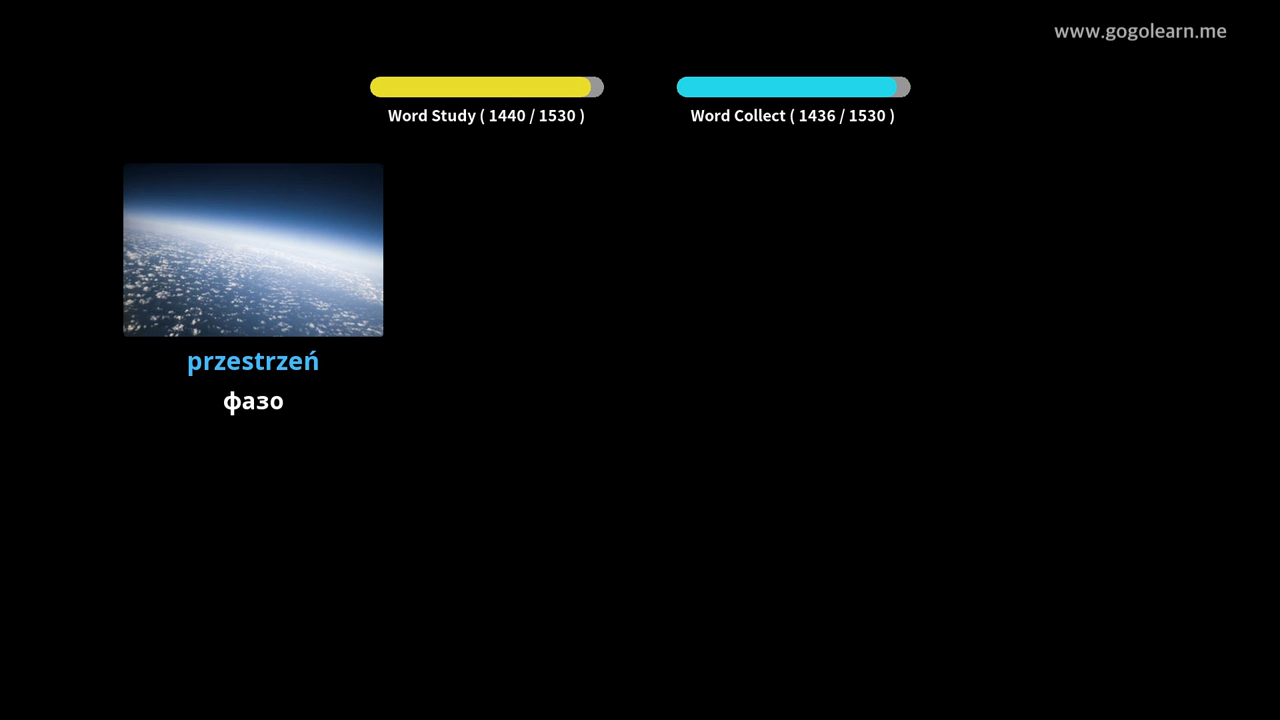 www.gogolearn.me
Word Study ( 1440 / 1530 )
Word Collect ( 1436 / 1530 )
przestrzeń
фазо